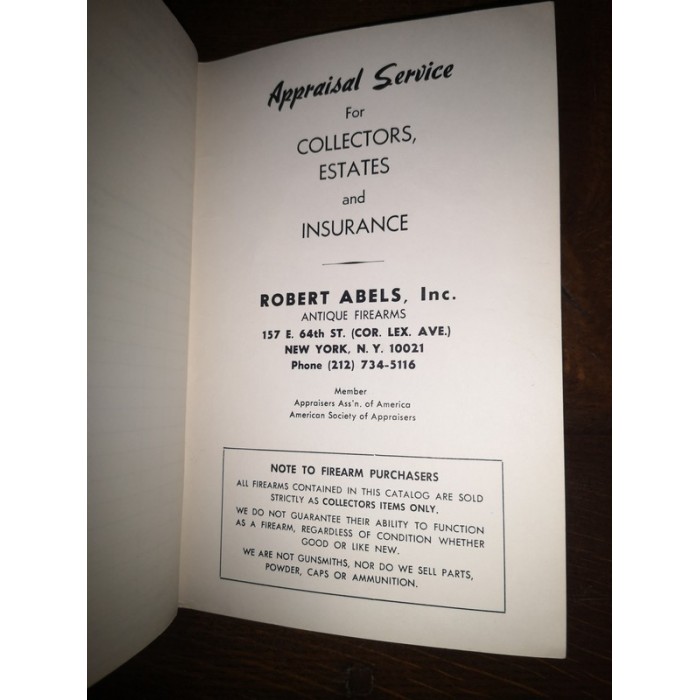 Appraisal Service
For
COLLECTORS,
ESTATES
and
INSURANCE
ROBERT ABELS, Inc.
ANTIQUE FIREARMS
157 E. 64th ST. (COR. LEX. AVE.)
NEW YORK, N. Y. 10021
Phone (212) 734-5116
Member
Appraisers Ass'n. of America
American Society of Appraisers
NOTE TO FIREARM PURCHASERS
ALL FIREARMS CONTAINED IN THIS CATALOG ARE SOLD
STRICTLY AS COLLECTORS ITEMS ONLY.
WE DO NOT GUARANTEE THEIR ABILITY TO FUNCTION
AS A FIREARM, REGARDLESS OF CONDITION WHETHER
GOOD OR LIKE NEW.
WE ARE NOT GUNSMITHS, NOR DO WE SELL PARTS,
POWDER, CAPS OR AMMUNITION.